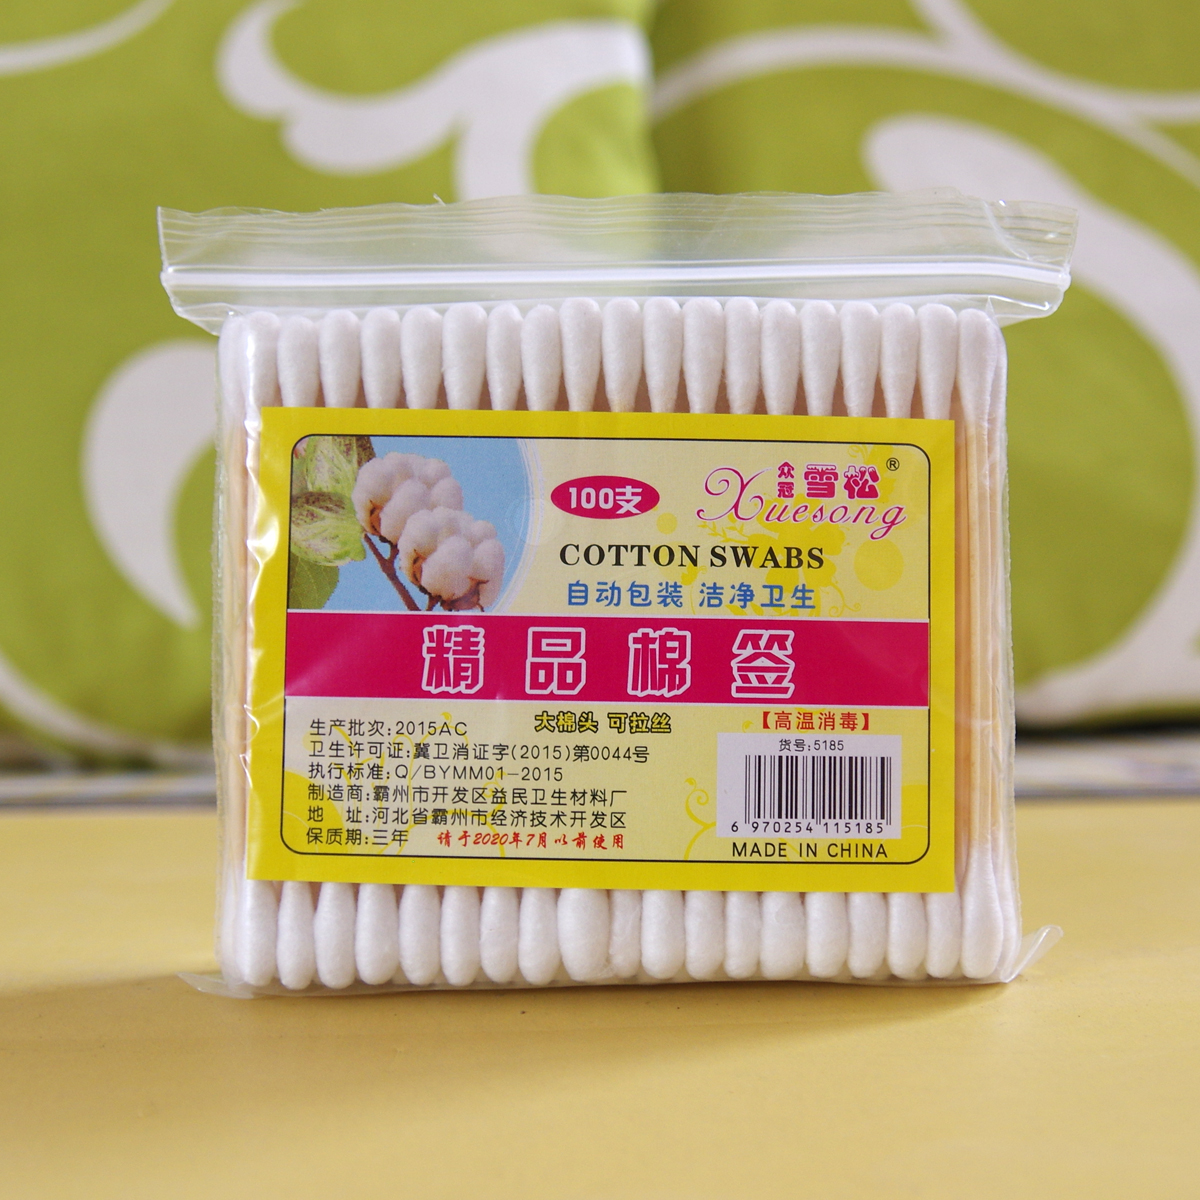 100支
众冠 雪松®
Xuesong
COTTON SWABS
自动包装 洁净卫生
精品棉签
大棉头 可拉丝
【高温消毒】
生产批次:2015AC
卫生许可证:冀卫消证字(2015)第0044号
执行标准:Q/BYMM01-2015
制造商:霸州市开发区益民卫生材料厂
地 址:河北省霸州市经济技术开发区
保质期:三年 请于2020年7月以前使用
货号:5185
6 970254 115185
MADE IN CHINA